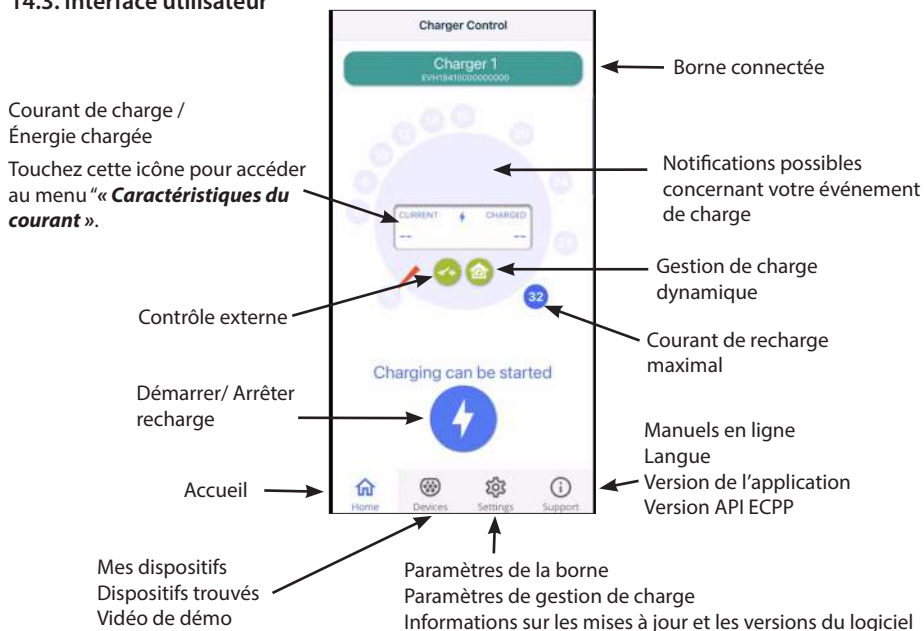 14.3. Interface utilisateur
Charger Control
Charger 1
EVH19410000000000
Borne connectée
Courant de charge /
Énergie chargée
Touchez cette icône pour accéder
au menu “« Caractéristiques du
courant ».
Notifications possibles
concernant votre événement
de charge
CURRENT
CHARGED
--
--
Gestion de charge
dynamique
32
Contrôle externe
Courant de recharge
maximal
Charging can be started
Démarrer/ Arrêter
recharge
Manuels en ligne
Langue
Version de l’application
Version API ECPP
Accueil
Home
Devices
Settings
Support
Mes dispositifs
Dispositifs trouvés
Vidéo de démo
Paramètres de la borne
Paramètres de gestion de charge
Informations sur les mises à jour et les versions du logiciel